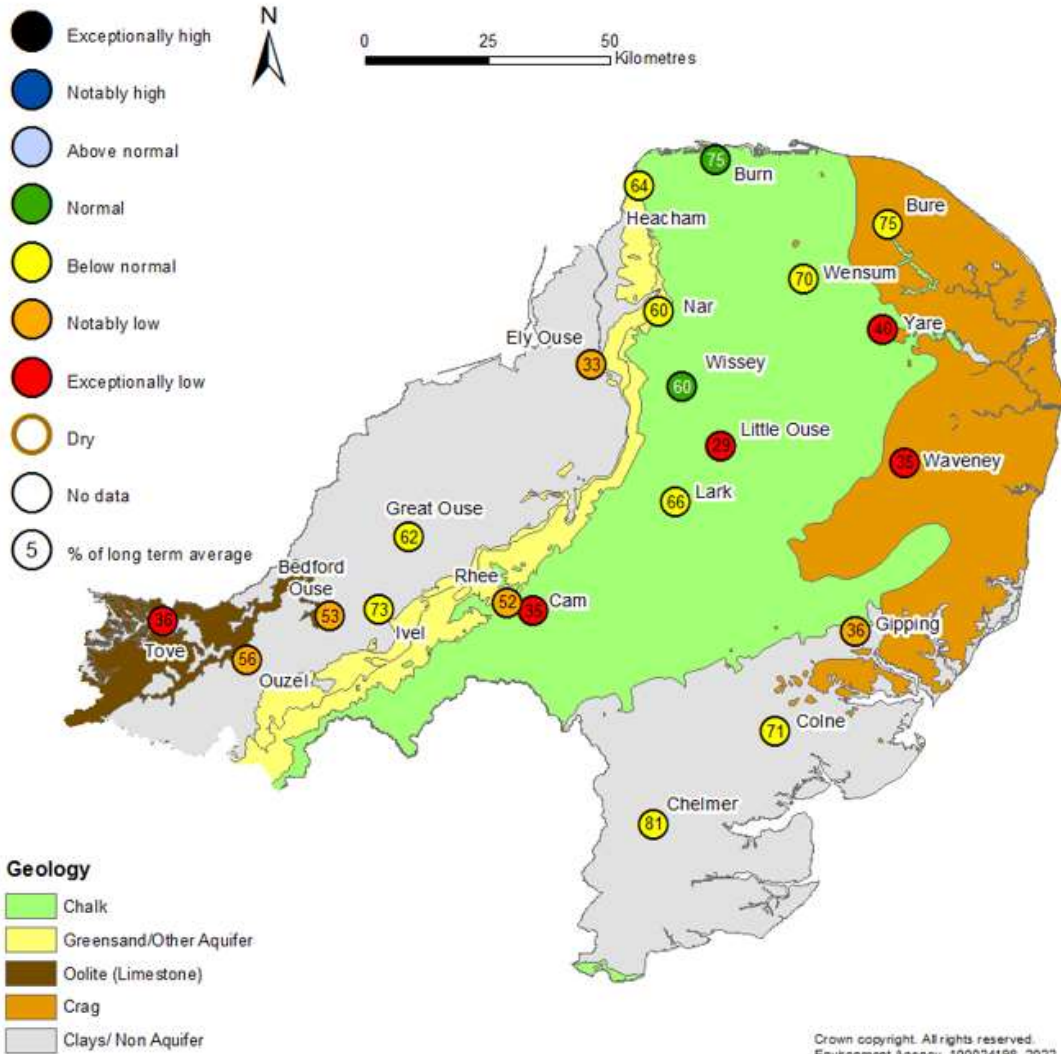 N
0 25 50
Kilometres
Exceptionally high
Notably high
Above normal
Normal
Below normal
Notably low
Exceptionally low
Dry
No data
5 % of long term average
75
Burn
64
Heacham
Bure
75
70
Wensum
60
Nar
Yare
Ely Ouse
33
Wissey
60
29
Little Ouse
Waveney
66
Lark
Great Ouse
62
Bedford
Ouse
53
73
Ivel
Rhee
52
35
Cam
36
Gipping
Tove
56
Ouzel
71
Colne
81
Chelmer
Geology
Chalk
Greensand/Other Aquifer
Oolite (Limestone)
Crag
Clays/ Non Aquifer
Crown copyright. All rights reserved.